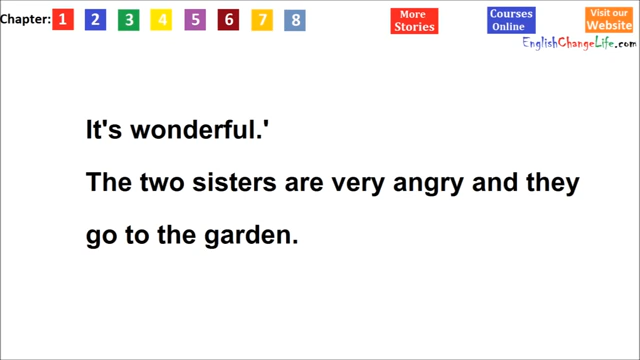 Chapter: 1 2 3 4 5 6 7 8
More
Stories
Courses
Online
Visit our
Website
EnglishChangeLife.com
It's wonderful.'
The two sisters are very angry and they
go to the garden.